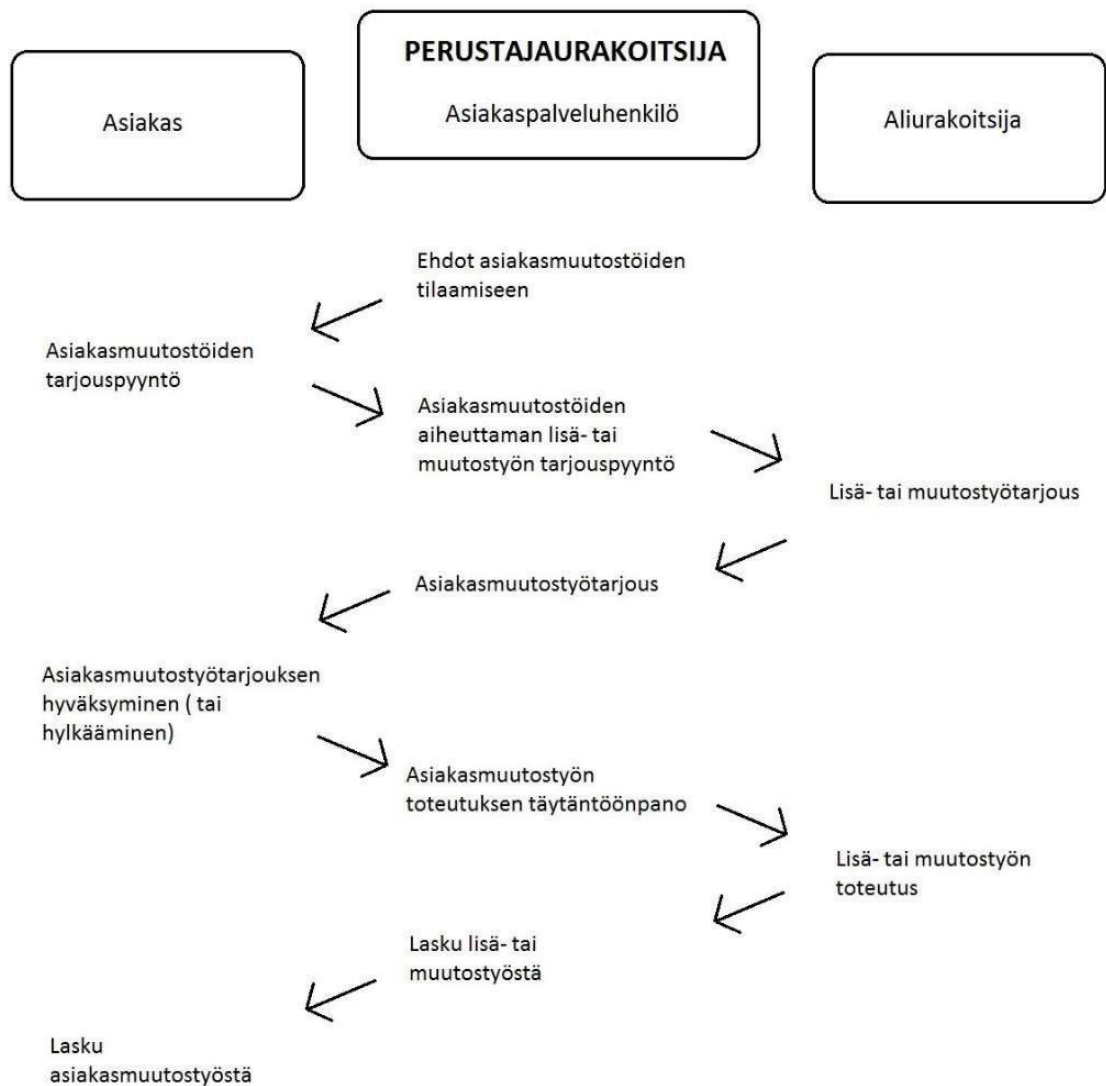 PERUSTAJAURAKOITSIJA
Asiakas
Asiakaspalveluhenkilö
Aliurakoitsija
Ehdot asiakasmuutostöiden
tilaamiseen
Asiakasmuutostöiden
tarjouspyyntö
Asiakasmuutostöiden
aiheuttaman lisä- tai
muutostyön tarjouspyyntö
Lisä- tai muutostyötarjous
Asiakasmuutostyötarjous
Asiakasmuutostyötarjouksen
hyväksyminen ( tai
hylkääminen)
Asiakasmuutostyön
toteutuksen täytäntöönpano
Lisä- tai muutostyön
toteutus
Lasku lisä- tai
muutostyöstä
Lasku
asiakasmuutostyöstä